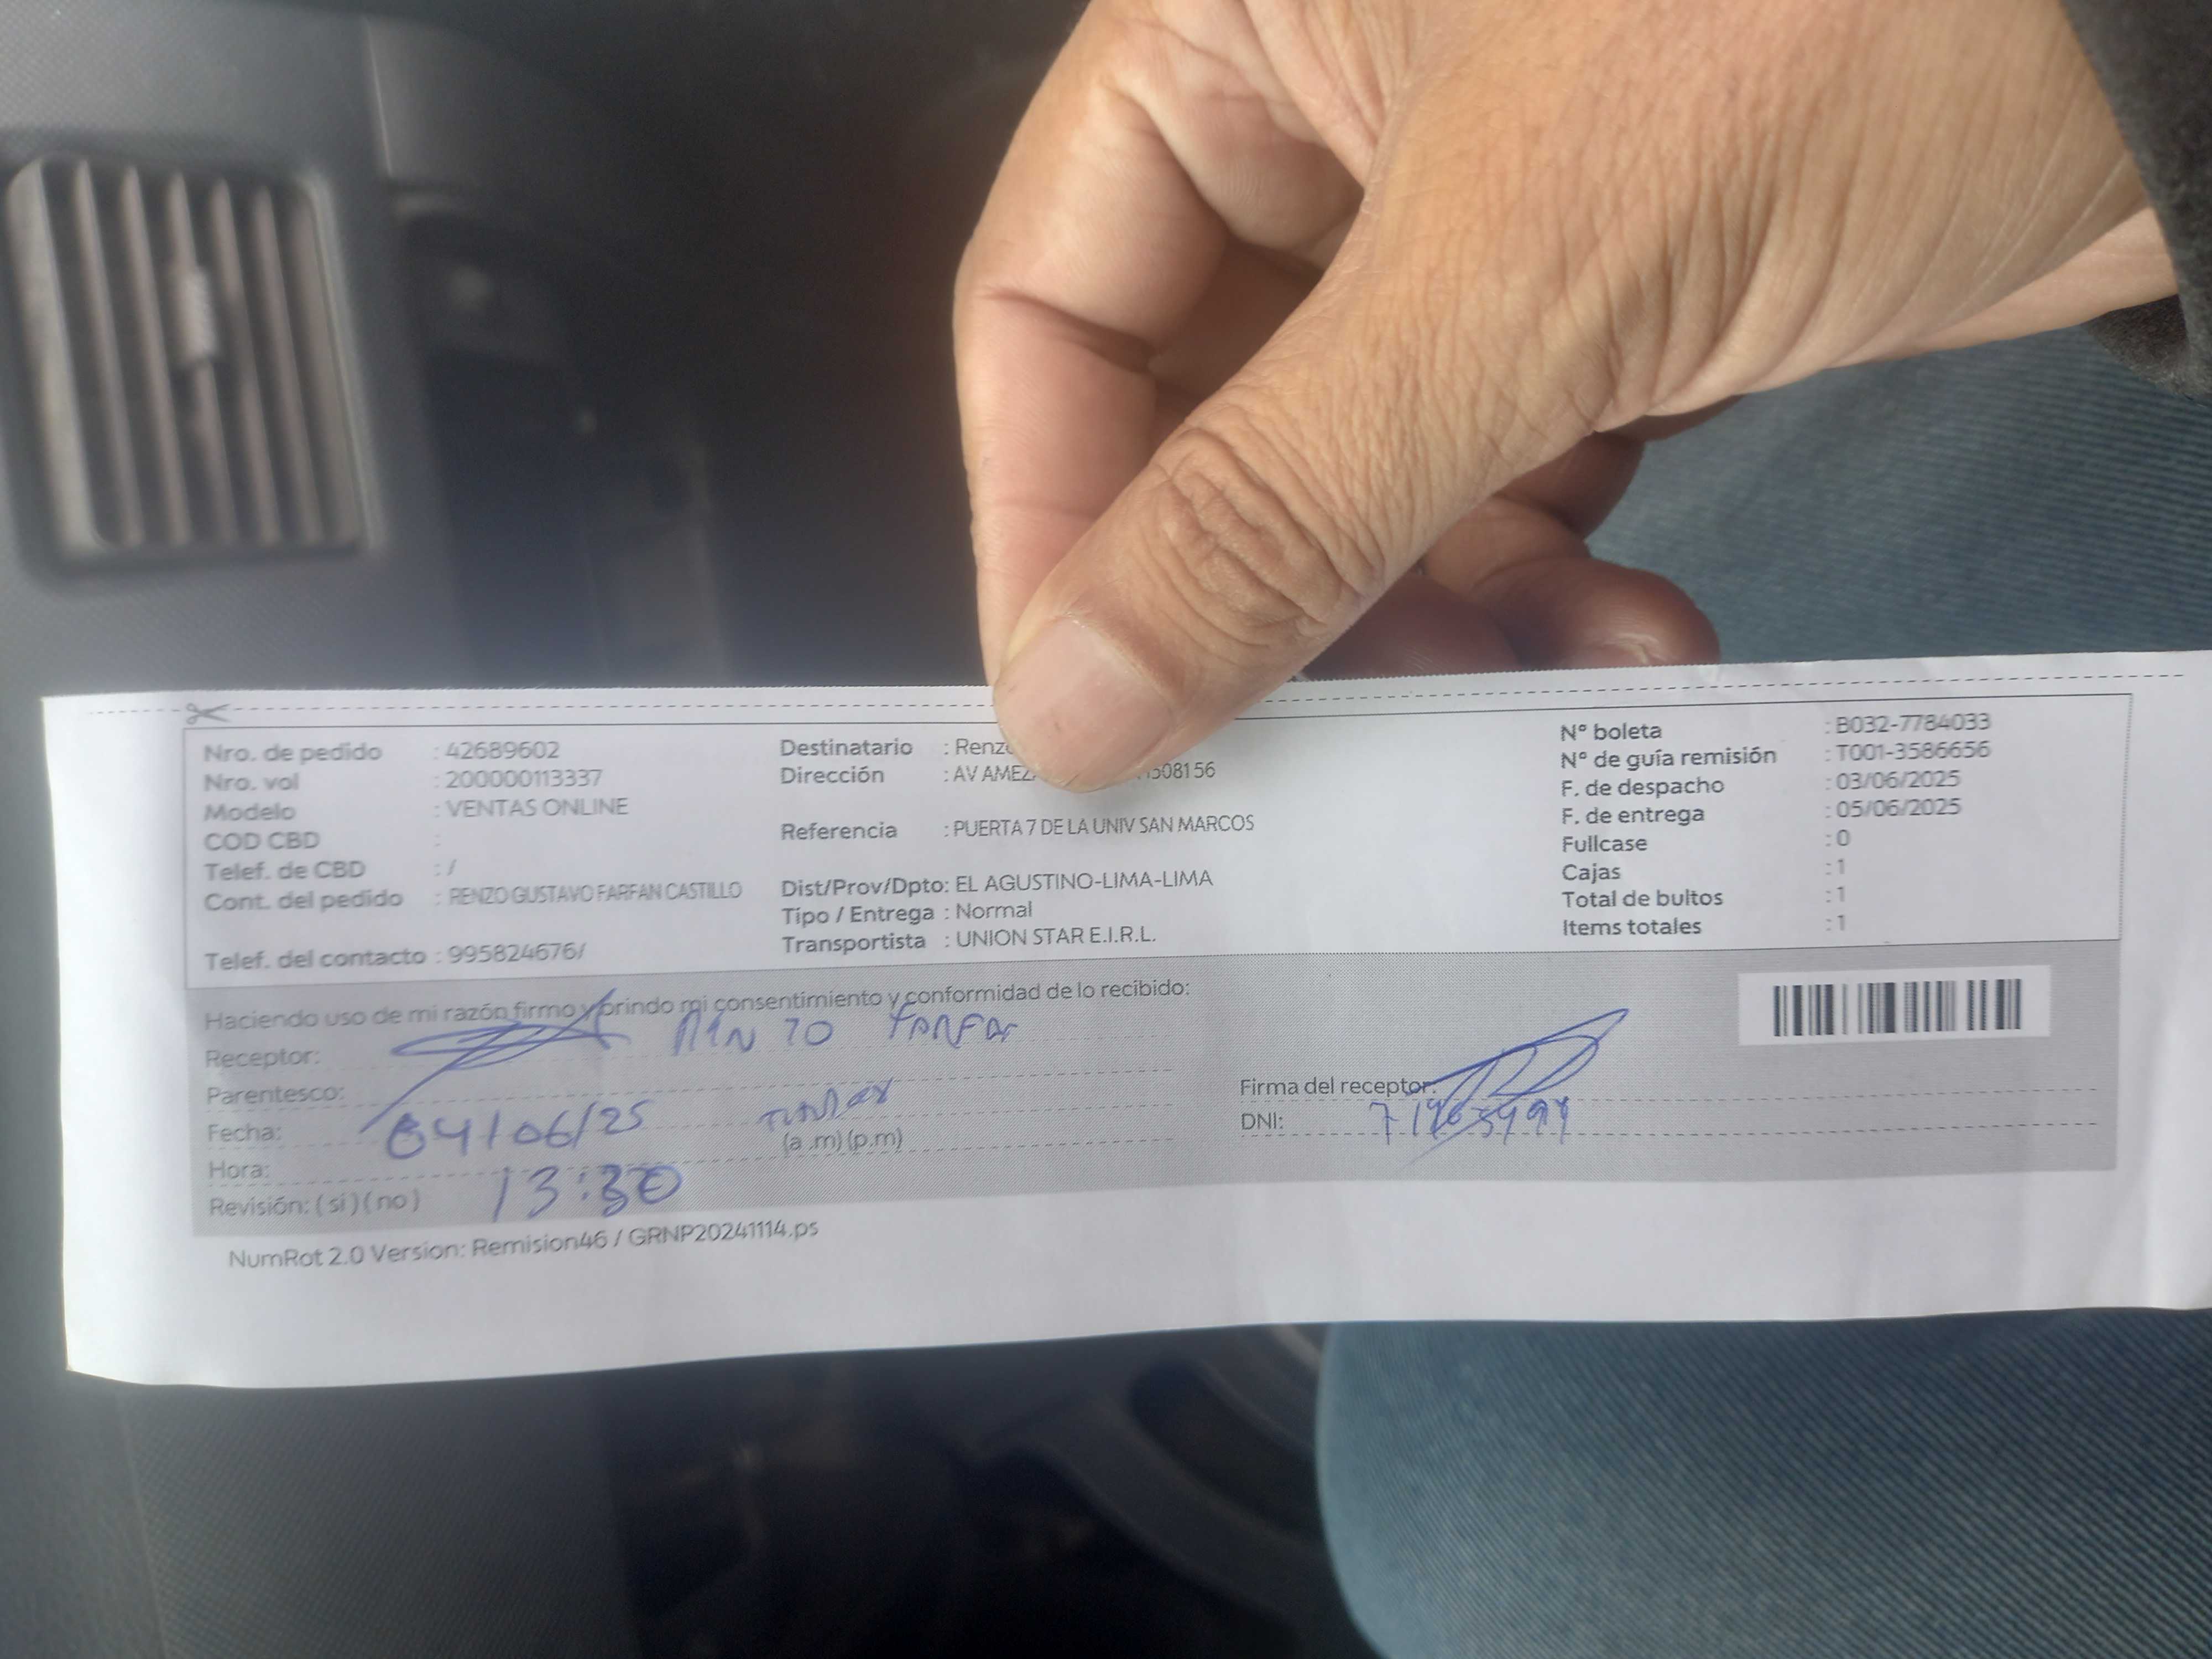 Nro. de pedido : 42689602
Nro. vol : 200000113337
Modelo : VENTAS ONLINE
COD CBD :
Telef. de CBD : /
Cont. del pedido : RENZO GUSTAVO FARFAN CASTILLO
Telef. del contacto : 995824676/
Destinatario : Renzo
Dirección : AV 508156
Referencia : PUERTA 7 DE LA UNIV SAN MARCOS
Dist/Prov/Dpto: EL AGUSTINO-LIMA-LIMA
Tipo / Entrega : Normal
Transportista : UNION STAR E.I.R.L.
N° boleta : B032-7784033
N° de guía remisión : T001-3586656
F. de despacho : 03/06/2025
F. de entrega : 05/06/2025
Fullcase : 0
Cajas : 1
Total de bultos : 1
Items totales : 1
Haciendo uso de mi razón firmo y brindo mi consentimiento y conformidad de lo recibido:
Receptor:
Parentesco:
Fecha: 04/06/25
Hora: 13:30 (a .m) (p.m)
Revisión: ( si ) ( no )
Firma del receptor:
DNI:
NumRot 2.0 Version: Remision46 / GRNP20241114.ps